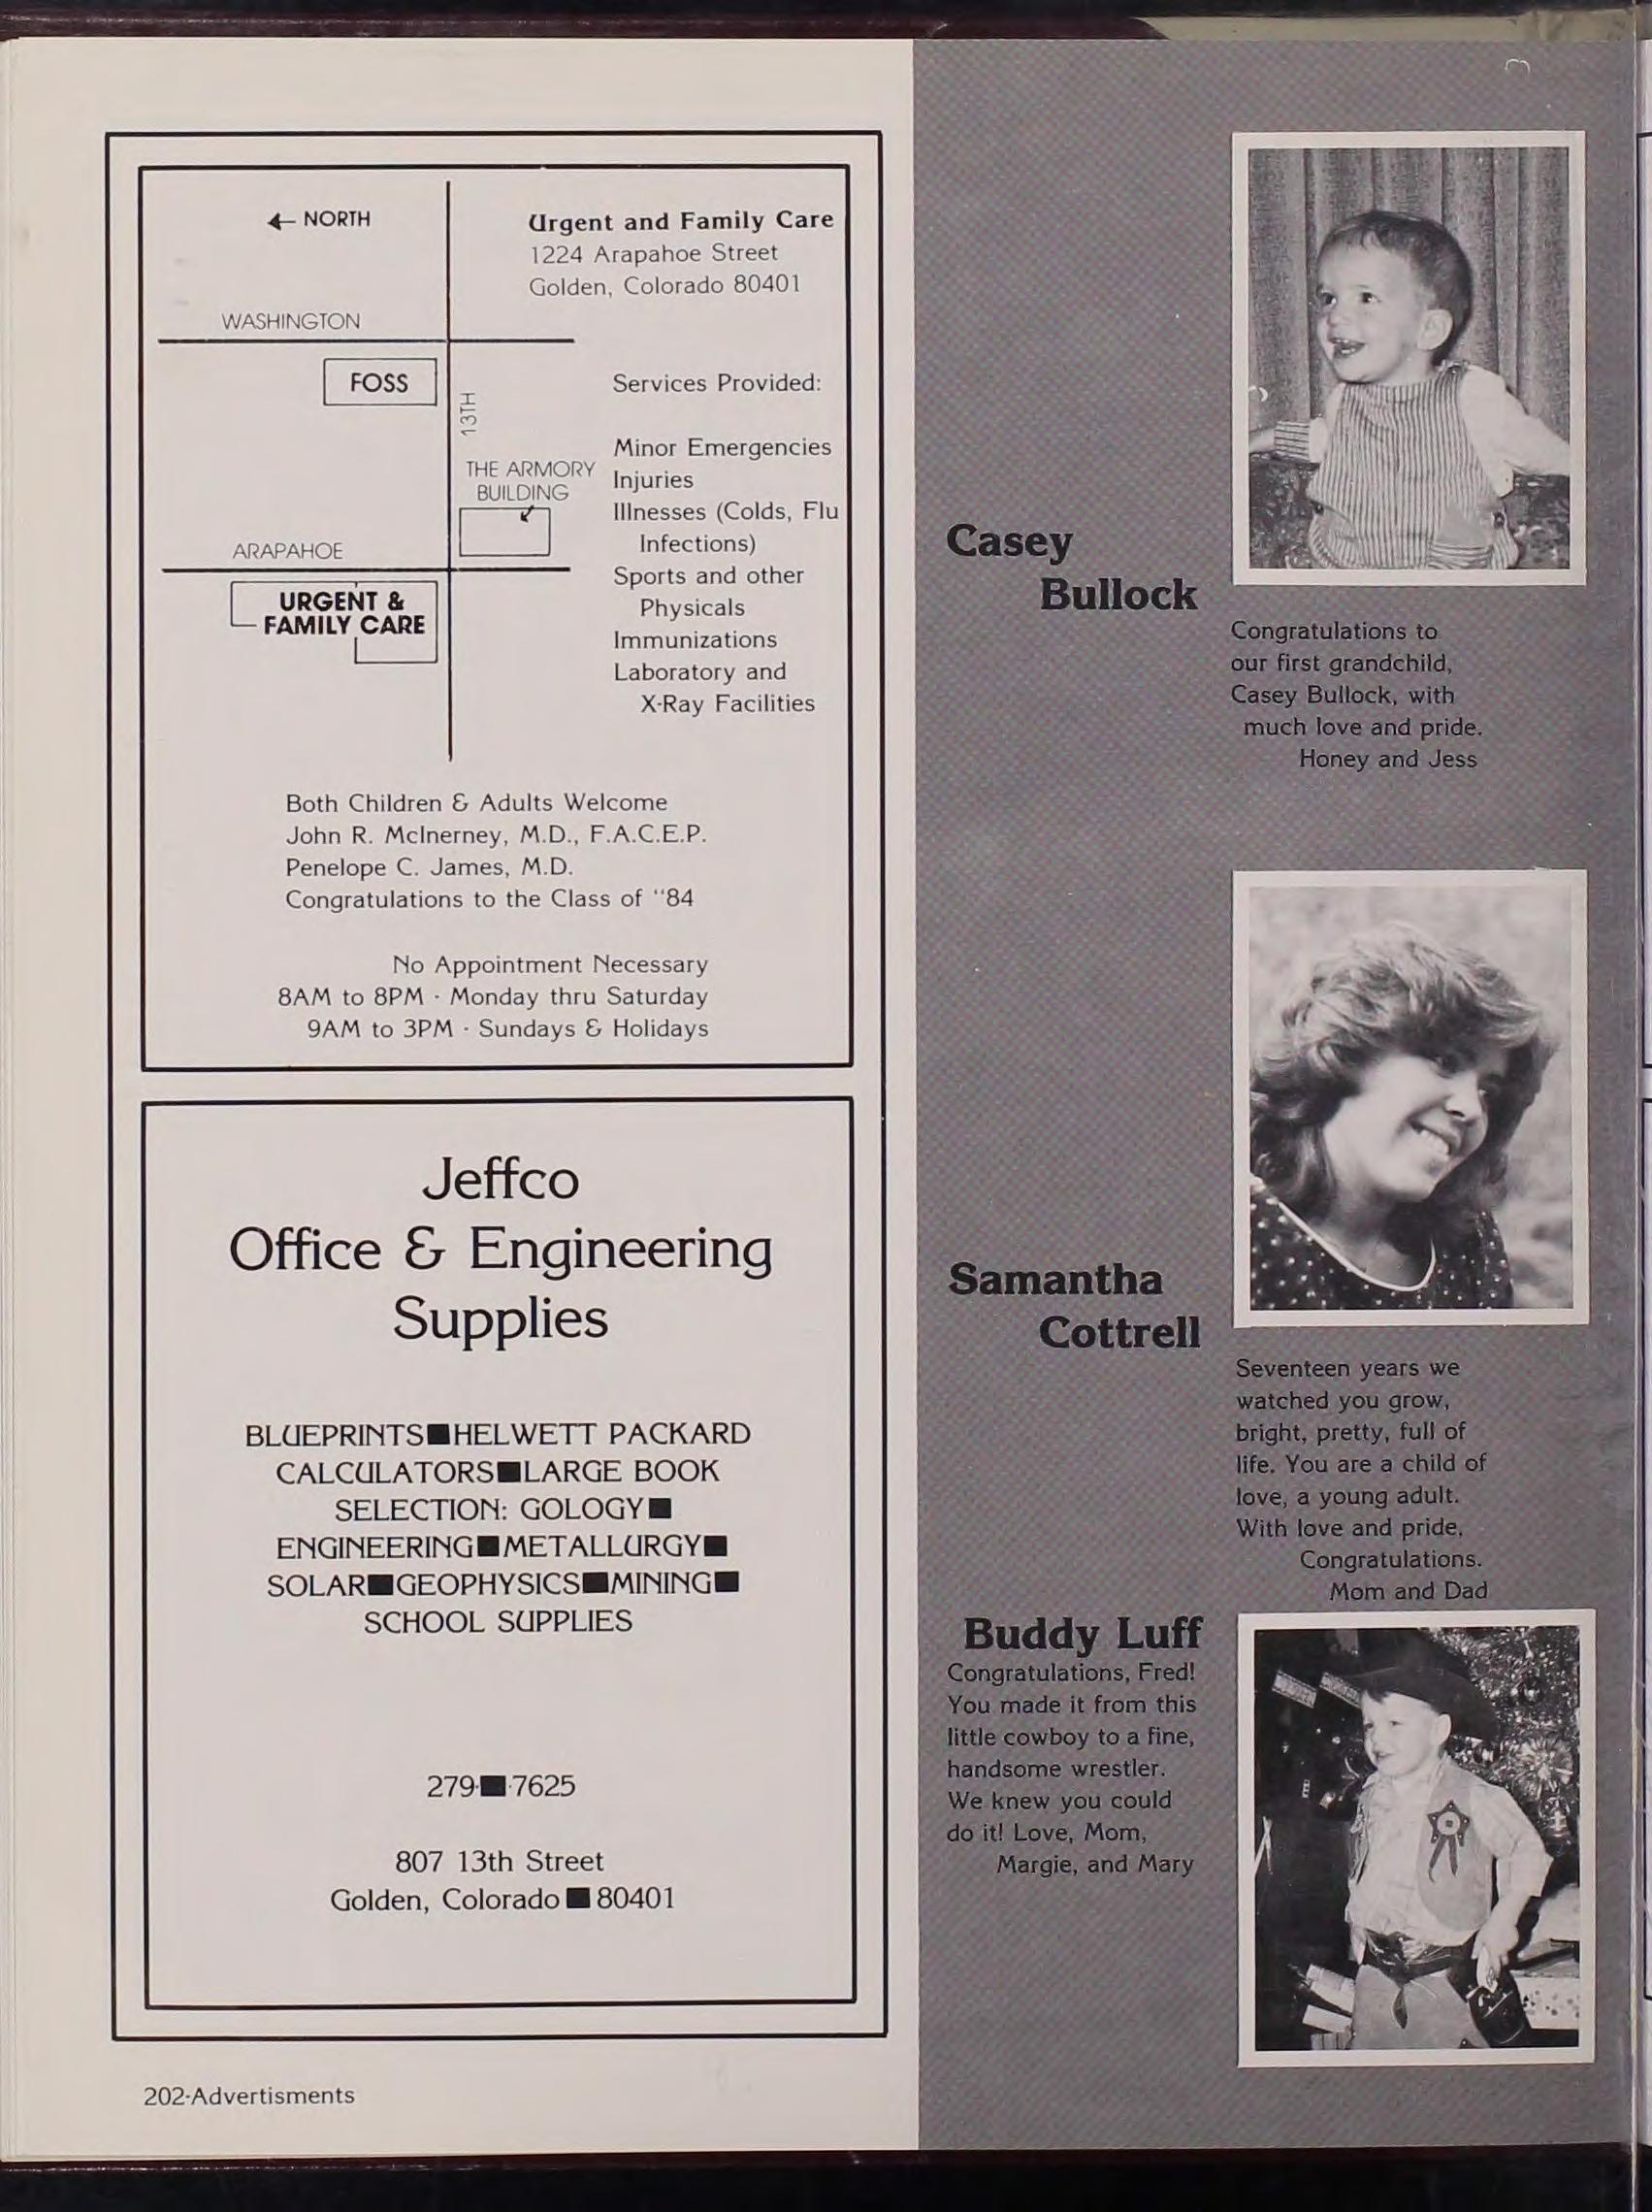 ← NORTH
WASHINGTON
FOSS
13TH
THE ARMORY
BUILDING
ARAPAHOE
URGENT &
FAMILY CARE
Urgent and Family Care
1224 Arapahoe Street
Golden, Colorado 80401
Services Provided:
Minor Emergencies
Injuries
Illnesses (Colds, Flu
Infections)
Sports and other
Physicals
Immunizations
Laboratory and
X-Ray Facilities
Both Children & Adults Welcome
John R. McInerney, M.D., F.A.C.E.P.
Penelope C. James, M.D.
Congratulations to the Class of "84
No Appointment Necessary
8AM to 8PM · Monday thru Saturday
9AM to 3PM · Sundays & Holidays
Jeffco
Office & Engineering
Supplies
BLUEPRINTS■HELWETT PACKARD
CALCULATORS■LARGE BOOK
SELECTION: GOLOGY■
ENGINEERING■METALLURGY■
SOLAR■GEOPHYSICS■MINING■
SCHOOL SUPPLIES
279-■-7625
807 13th Street
Golden, Colorado ■ 80401
202-Advertisments
Casey
Bullock
Congratulations to
our first grandchild,
Casey Bullock, with
much love and pride.
Honey and Jess
Samantha
Cottrell
Seventeen years we
watched you grow,
bright, pretty, full of
life. You are a child of
love, a young adult.
With love and pride,
Congratulations.
Mom and Dad
Buddy Luff
Congratulations, Fred!
You made it from this
little cowboy to a fine,
handsome wrestler.
We knew you could
do it! Love, Mom,
Margie, and Mary